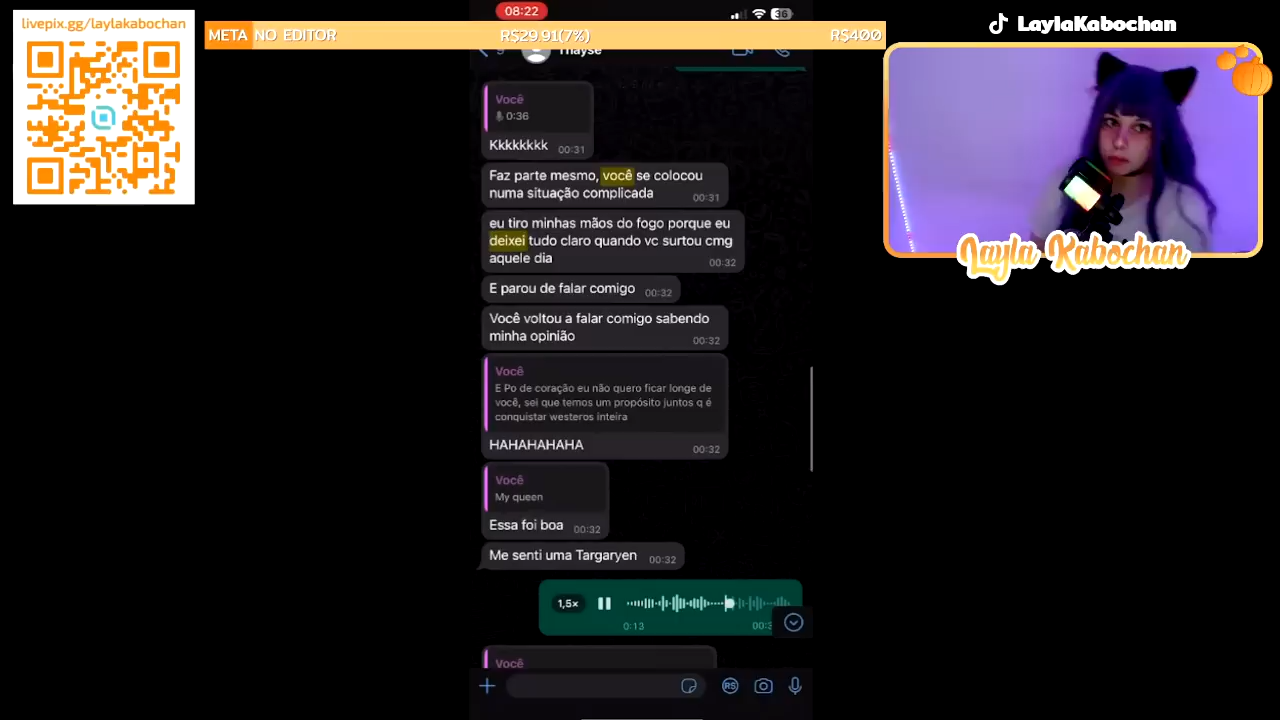 livepix.gg/laylakabochan
META NO EDITOR
R$29.91(7%)
R$400
LaylaKabochan
Layla Kabochan
08:22
36
9
Thayse
Você
0:36
Kkkkkkkk 00:31
Faz parte mesmo, você se colocou
numa situação complicada
00:31
eu tiro minhas mãos do fogo porque eu
deixei tudo claro quando vc surtou cmg
aquele dia
00:32
E parou de falar comigo 00:32
Você voltou a falar comigo sabendo
minha opinião
00:32
Você
E Po de coração eu não quero ficar longe de
você, sei que temos um propósito juntos q é
conquistar westeros inteira
HAHAHAHAHA 00:32
Você
My queen
Essa foi boa 00:32
Me senti uma Targaryen 00:32
1,5×
0:13
Você
R$